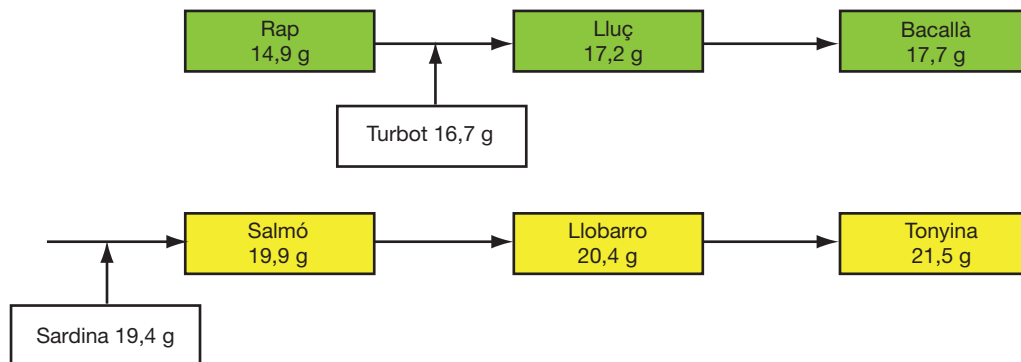 Rap
14,9 g
Lluç
17,2 g
Bacallà
17,7 g
Turbot 16,7 g
Salmó
19,9 g
Llobarro
20,4 g
Tonyina
21,5 g
Sardina 19,4 g